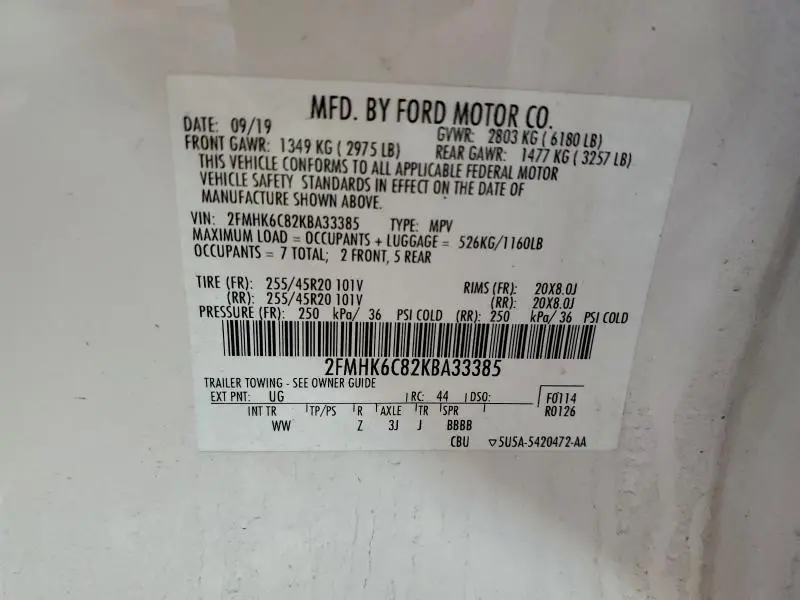 MFD. BY FORD MOTOR CO.
DATE: 09/19 GVWR: 2803 KG ( 6180 LB)
FRONT GAWR: 1349 KG ( 2975 LB) REAR GAWR: 1477 KG ( 3257 LB)
THIS VEHICLE CONFORMS TO ALL APPLICABLE FEDERAL MOTOR
VEHICLE SAFETY STANDARDS IN EFFECT ON THE DATE OF
MANUFACTURE SHOWN ABOVE.
VIN: 2FMHK6C82KBA33385 TYPE: MPV
MAXIMUM LOAD = OCCUPANTS + LUGGAGE = 526KG/1160LB
OCCUPANTS = 7 TOTAL; 2 FRONT, 5 REAR
TIRE (FR): 255/45R20 101V RIMS (FR): 20X8.0J
(RR): 255/45R20 101V (RR): 20X8.0J
PRESSURE (FR): 250 kPa/ 36 PSI COLD (RR): 250 kPa/ 36 PSI COLD
2FMHK6C82KBA33385
TRAILER TOWING - SEE OWNER GUIDE
EXT PNT: UG RC: 44 DSO: F0114
INT TR TP/PS R AXLE TR SPR R0126
WW Z 3J J BBBB
CBU ▽5U5A-5420472-AA